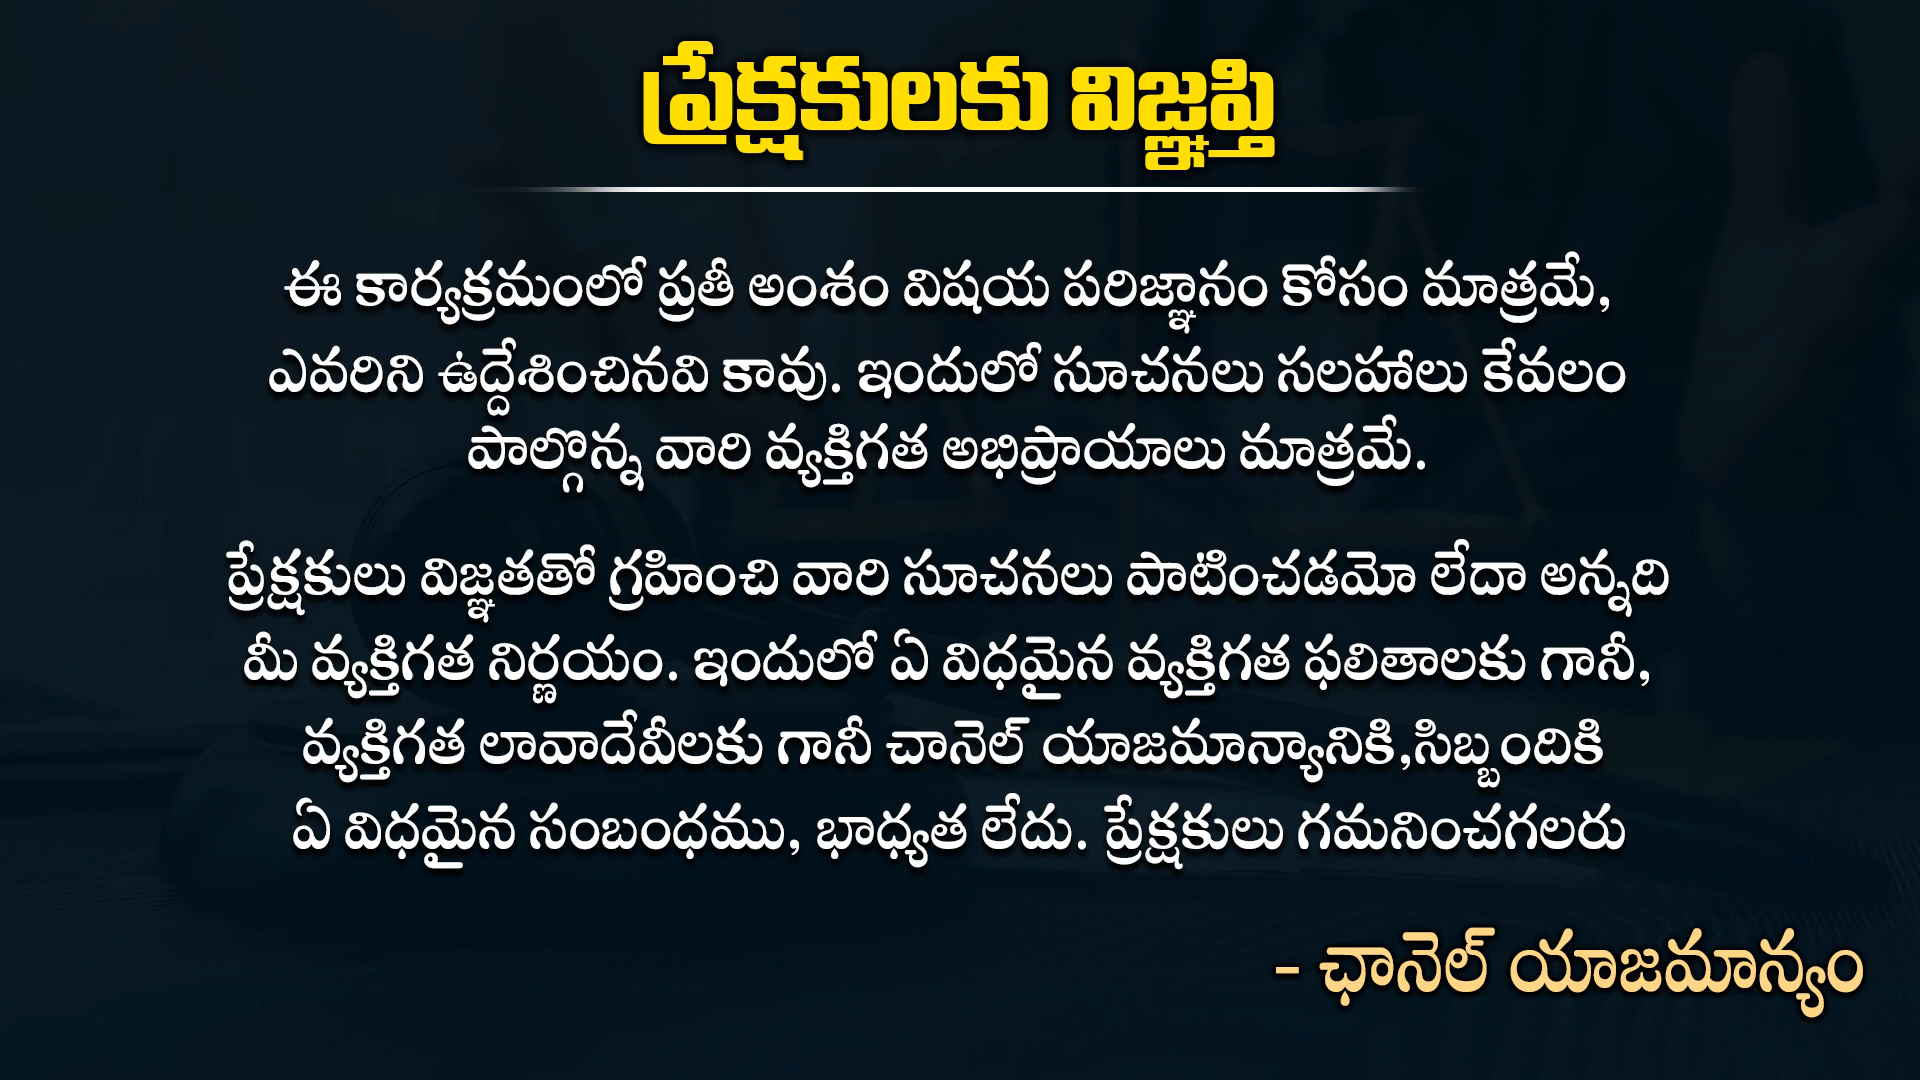 ప్రేక్షకులకు విజ్ఞప్తి
ఈ కార్యక్రమంలో ప్రతీ అంశం విషయ పరిజ్ఞానం కోసం మాత్రమే,
ఎవరిని ఉద్దేశించినవి కావు. ఇందులో సూచనలు సలహాలు కేవలం
పాల్గొన్న వారి వ్యక్తిగత అభిప్రాయాలు మాత్రమే.
ప్రేక్షకులు విజ్ఞతతో గ్రహించి వారి సూచనలు పాటించడమో లేదా అన్నది
మీ వ్యక్తిగత నిర్ణయం. ఇందులో ఏ విధమైన వ్యక్తిగత ఫలితాలకు గానీ,
వ్యక్తిగత లావాదేవీలకు గానీ చానెల్ యాజమాన్యానికి,సిబ్బందికి
ఏ విధమైన సంబంధము, భాధ్యత లేదు. ప్రేక్షకులు గమనించగలరు
- ఛానెల్ యాజమాన్యం